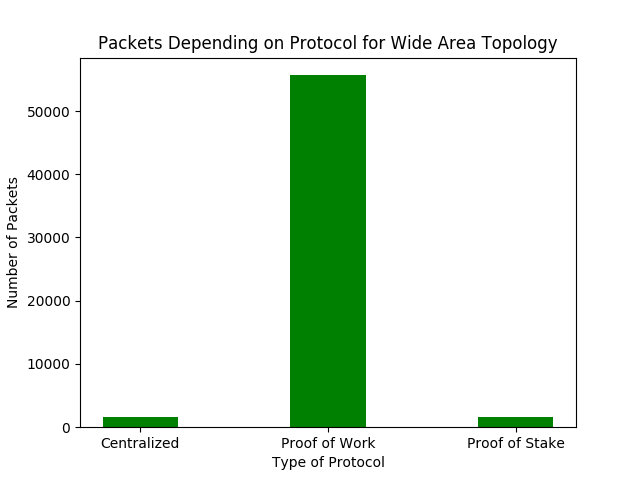 Packets Depending on Protocol for Wide Area Topology
Number of Packets
50000
40000
30000
20000
10000
0
Centralized Proof of Work Proof of Stake
Type of Protocol